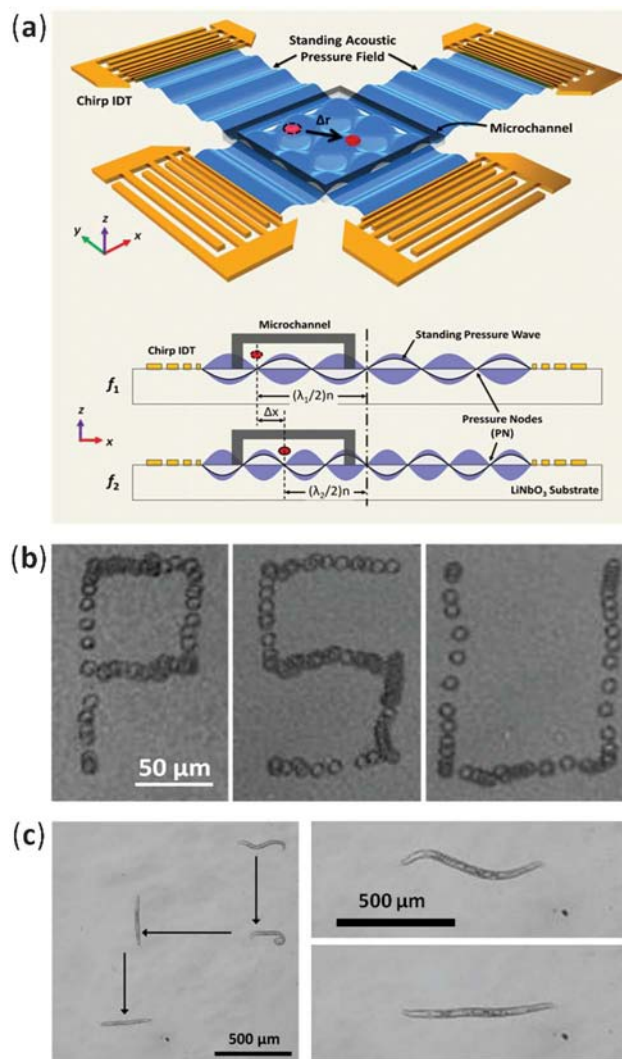 (a)
Standing Acoustic
Pressure Field
Chirp IDT
Δr
Microchannel
y
z
x
Microchannel
Chirp IDT
Standing Pressure Wave
f₁
(λ₁/2)n
Δx
Pressure Nodes
(PN)
z
x
f₂
(λ₂/2)n
LiNbO₃ Substrate
(b)
50 μm
(c)
500 μm
500 μm